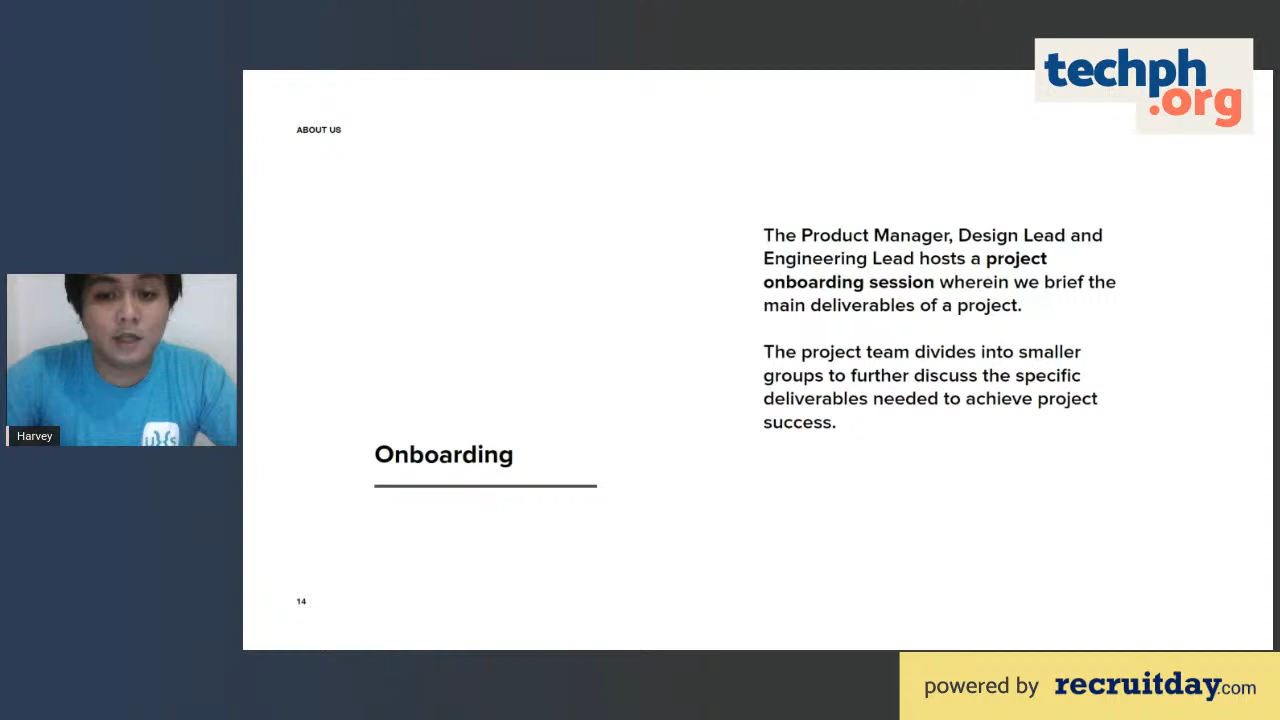 techph
.org
ABOUT US
The Product Manager, Design Lead and
Engineering Lead hosts a project
onboarding session wherein we brief the
main deliverables of a project.
The project team divides into smaller
groups to further discuss the specific
deliverables needed to achieve project
success.
Harvey
Onboarding
14
powered by recruitday.com